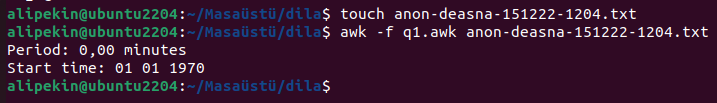 alipekin@ubuntu2204:~/Masaüstü/dila$ touch anon-deasna-151222-1204.txt
alipekin@ubuntu2204:~/Masaüstü/dila$ awk -f q1.awk anon-deasna-151222-1204.txt
Period: 0,00 minutes
Start time: 01 01 1970
alipekin@ubuntu2204:~/Masaüstü/dila$